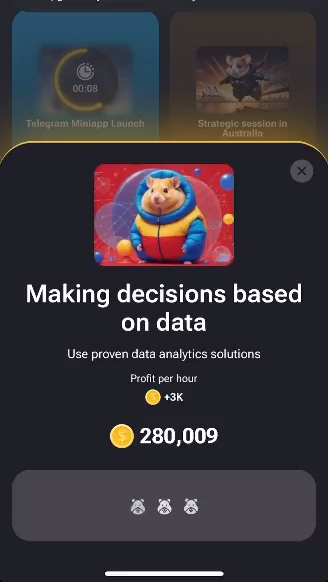 00:08
Telegram Miniapp Launch
Strategic session in
Australia
Making decisions based
on data
Use proven data analytics solutions
Profit per hour
+3K
280,009